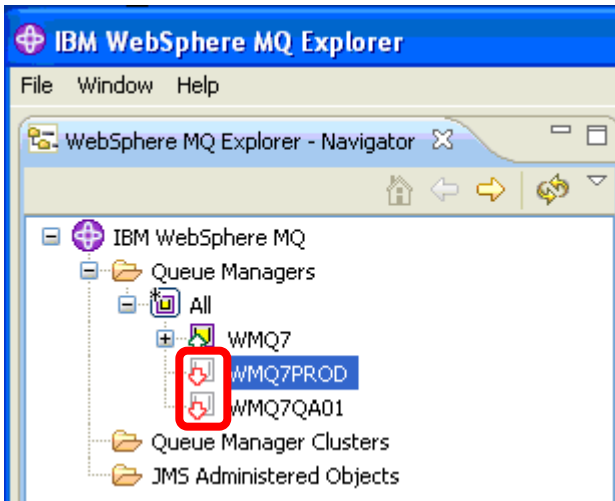 IBM WebSphere MQ Explorer
File Window Help
WebSphere MQ Explorer - Navigator
IBM WebSphere MQ
Queue Managers
All
WMQ7
WMQ7PROD
WMQ7QA01
Queue Manager Clusters
JMS Administered Objects